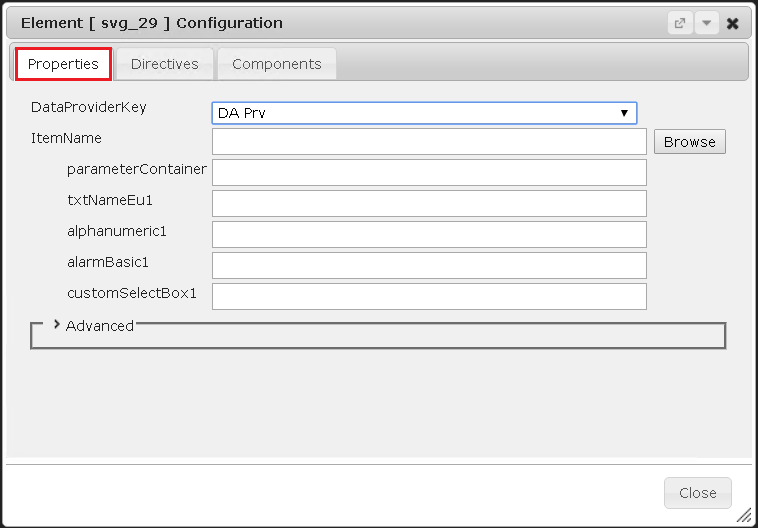 Element [ svg_29 ] Configuration
Properties Directives Components
DataProviderKey DA Prv
ItemName Browse
parameterContainer
txtNameEu1
alphanumeric1
alarmBasic1
customSelectBox1
Advanced
Close